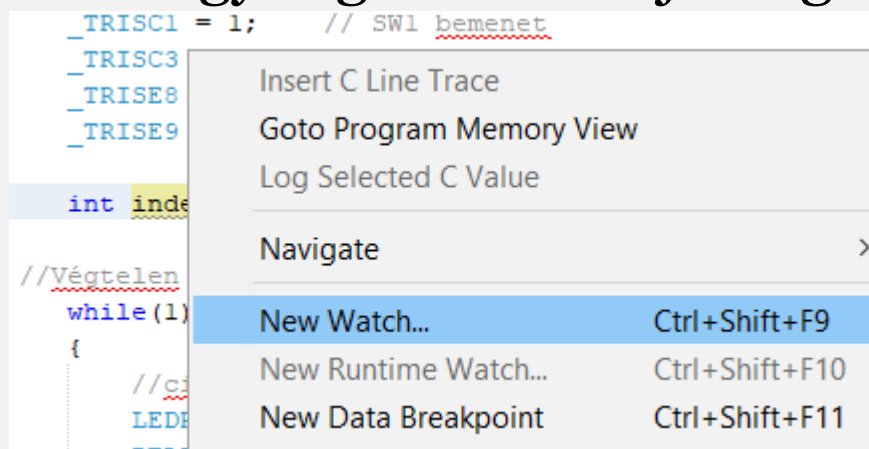 _TRISC1 = 1;    // SW1 bemenet
_TRISC3
_TRISE8
_TRISE9
int inde
//Végtelen
while(1)
{
//ci
LEDR
Insert C Line Trace
Goto Program Memory View
Log Selected C Value
Navigate >
New Watch... Ctrl+Shift+F9
New Runtime Watch... Ctrl+Shift+F10
New Data Breakpoint Ctrl+Shift+F11